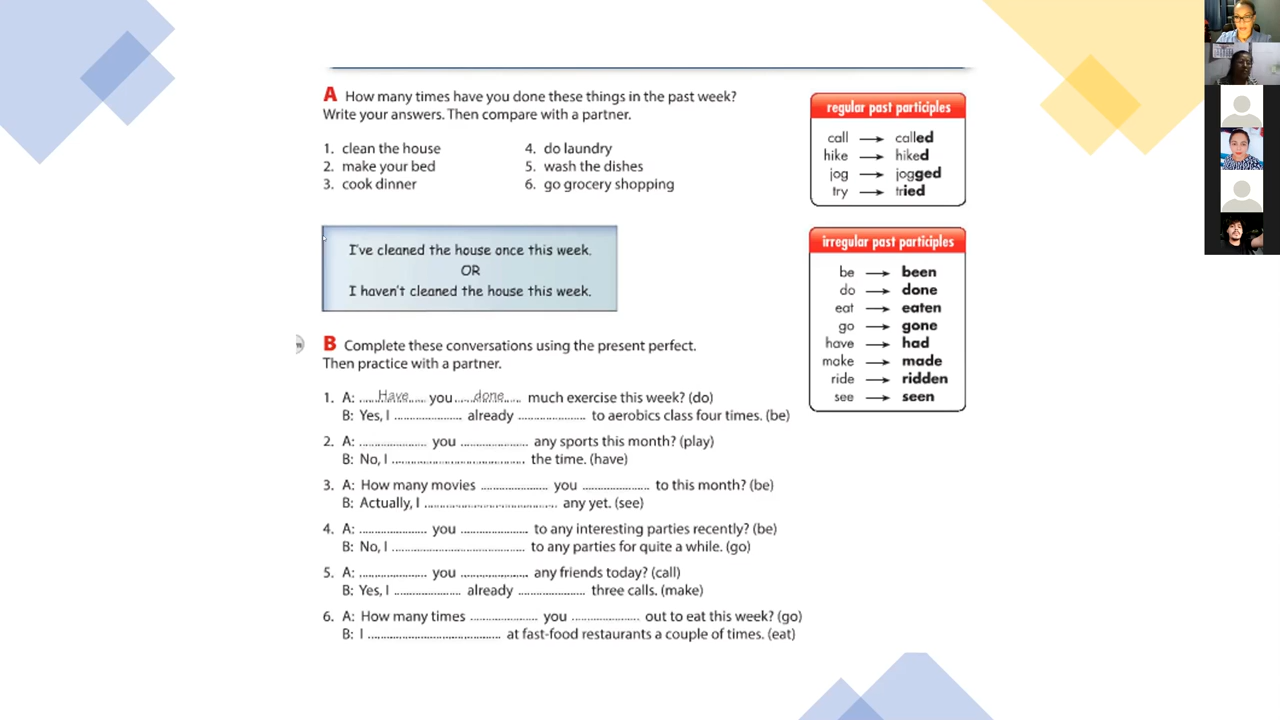 A How many times have you done these things in the past week?
Write your answers. Then compare with a partner.
1. clean the house
2. make your bed
3. cook dinner
4. do laundry
5. wash the dishes
6. go grocery shopping
I've cleaned the house once this week.
OR
I haven't cleaned the house this week.
B Complete these conversations using the present perfect.
Then practice with a partner.
1. A: ......Have..... you .....done..... much exercise this week? (do)
B: Yes, I .................... already .................... to aerobics class four times. (be)
2. A: .................... you .................... any sports this month? (play)
B: No, I ........................................ the time. (have)
3. A: How many movies .................... you .................... to this month? (be)
B: Actually, I ........................................ any yet. (see)
4. A: .................... you .................... to any interesting parties recently? (be)
B: No, I ........................................ to any parties for quite a while. (go)
5. A: .................... you .................... any friends today? (call)
B: Yes, I .................... already .................... three calls. (make)
6. A: How many times .................... you .................... out to eat this week? (go)
B: I ........................................ at fast-food restaurants a couple of times. (eat)
regular past participles
call → called
hike → hiked
jog → jogged
try → tried
irregular past participles
be → been
do → done
eat → eaten
go → gone
have → had
make → made
ride → ridden
see → seen